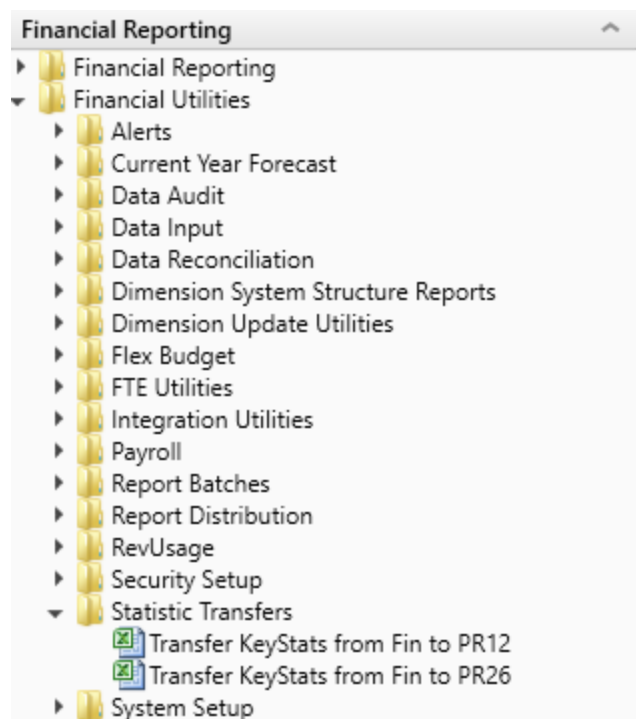 Financial Reporting
Financial Reporting
Financial Utilities
Alerts
Current Year Forecast
Data Audit
Data Input
Data Reconciliation
Dimension System Structure Reports
Dimension Update Utilities
Flex Budget
FTE Utilities
Integration Utilities
Payroll
Report Batches
Report Distribution
RevUsage
Security Setup
Statistic Transfers
Transfer KeyStats from Fin to PR12
Transfer KeyStats from Fin to PR26
System Setup